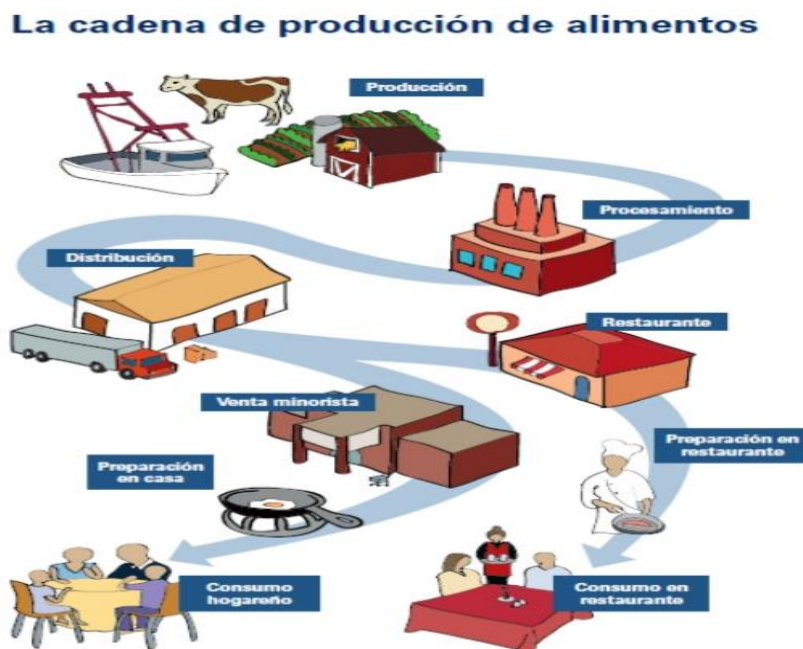 La cadena de producción de alimentos
Producción
Procesamiento
Distribución
Restaurante
Venta minorista
Preparación en
restaurante
Preparación
en casa
Consumo
hogareño
Consumo en
restaurante